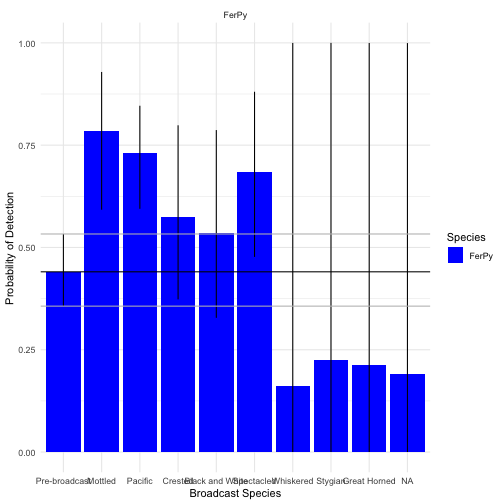 FerPy
1.00
0.75
0.50
0.25
0.00
Probability of Detection
Pre-broadcast Mottled Pacific Crested Black and White Spectacled Whiskered Stygian Great Horned NA
Broadcast Species
Species
FerPy